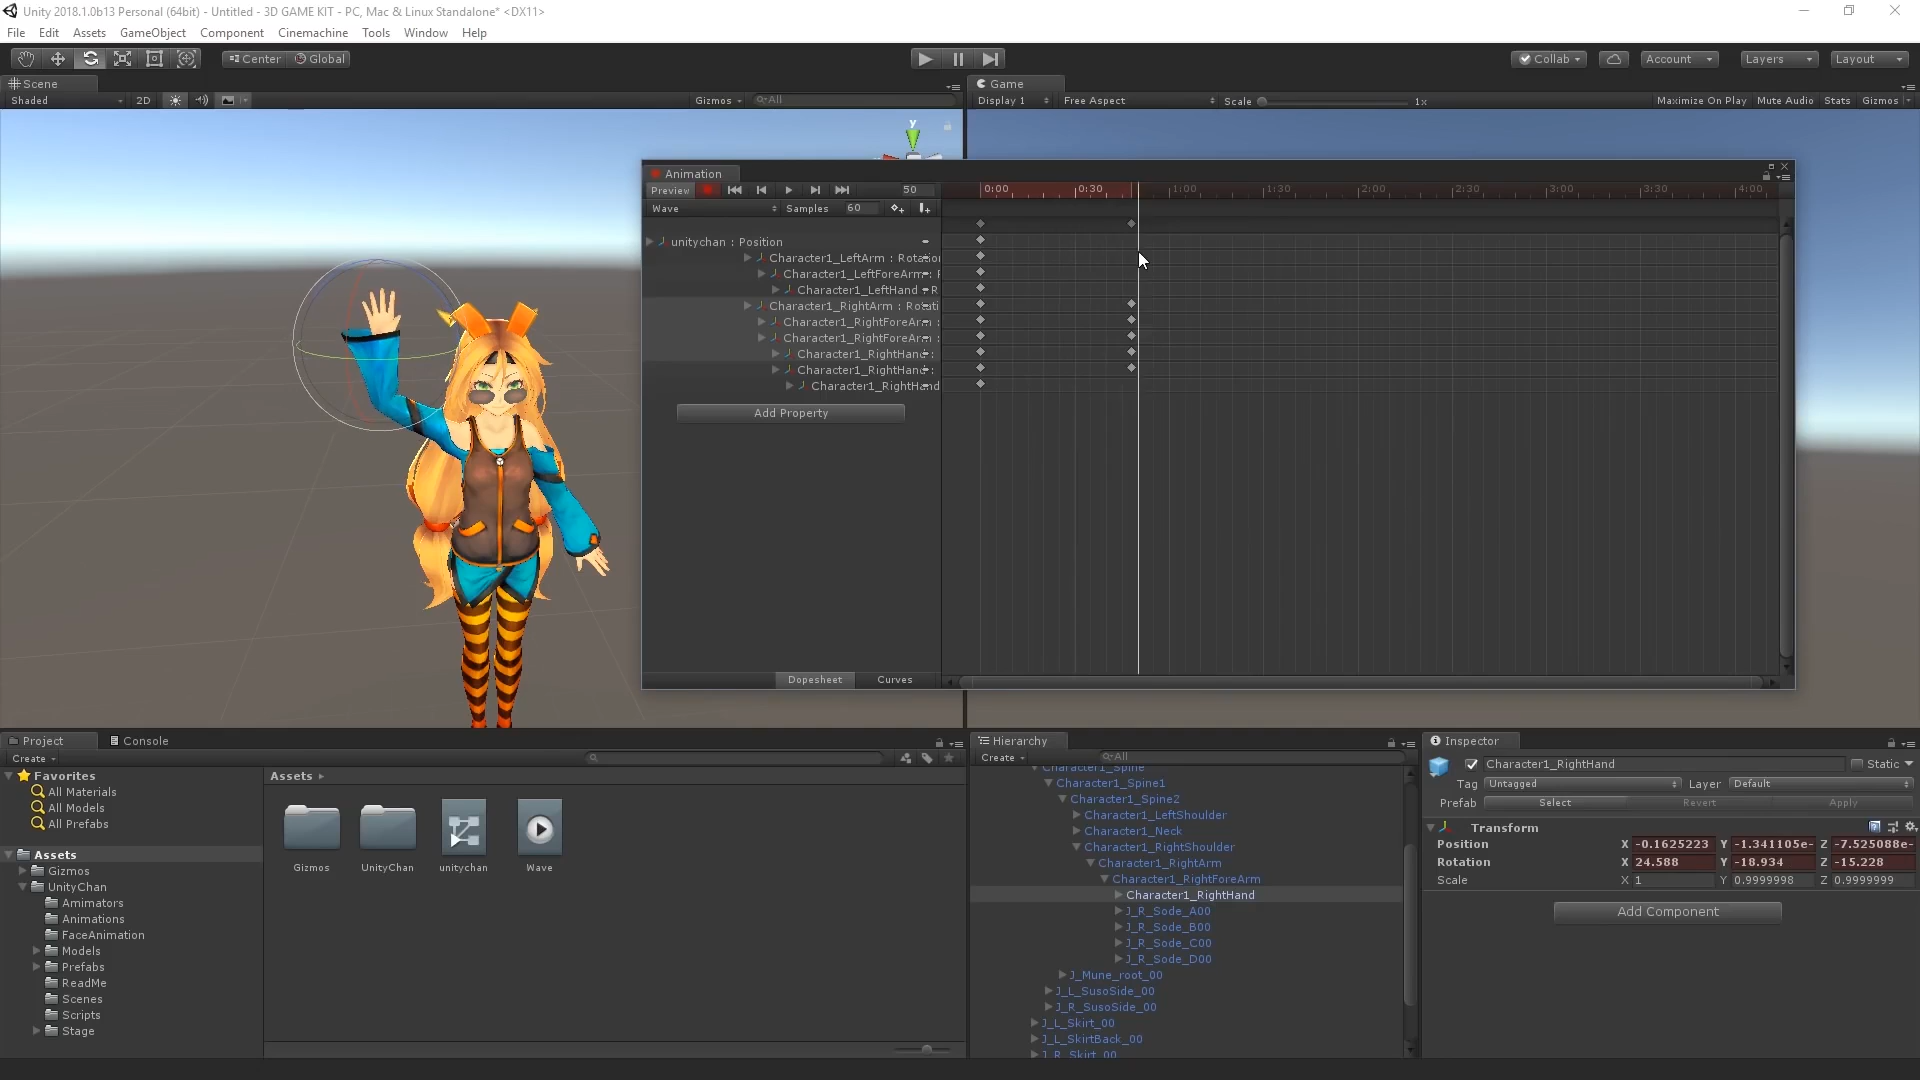 Unity 2018.1.0b13 Personal (64bit) - Untitled - 3D GAME KIT - PC, Mac & Linux Standalone* <DX11>
File Edit Assets GameObject Component Cinemachine Tools Window Help
Center Global Collab Account Layers Layout
Scene
Shaded 2D Gizmos All
Game
Display 1 Free Aspect Scale 1x Maximize On Play Mute Audio Stats Gizmos
y
Animation
Preview 50 0:00 0:30 1:00 1:30 2:00 2:30 3:00 3:30 4:00
Wave Samples 60
unitychan : Position
Character1_LeftArm : Rotation
Character1_LeftForeArm : R
Character1_LeftHand : R
Character1_RightArm : Rotati
Character1_RightForeArm :
Character1_RightForeArm :
Character1_RightHand :
Character1_RightHand :
Character1_RightHand
Add Property
Dopesheet Curves
Project Console
Create
Favorites
All Materials
All Models
All Prefabs
Assets
Gizmos
UnityChan
Amimators
Animations
FaceAnimation
Models
Prefabs
ReadMe
Scenes
Scripts
Stage
Assets
Gizmos UnityChan unitychan Wave
Hierarchy
Create All
Character1_Spine
Character1_Spine1
Character1_Spine2
Character1_LeftShoulder
Character1_Neck
Character1_RightShoulder
Character1_RightArm
Character1_RightForeArm
Character1_RightHand
J_R_Sode_A00
J_R_Sode_B00
J_R_Sode_C00
J_R_Sode_D00
J_Mune_root_00
J_L_SusoSide_00
J_R_SusoSide_00
J_L_Skirt_00
J_L_SkirtBack_00
J_R_Skirt_00
Inspector
Character1_RightHand Static
Tag Untagged Layer Default
Prefab Select Revert Apply
Transform
Position X -0.1625223 Y -1.341105e- Z -7.525088e-
Rotation X 24.588 Y -18.934 Z -15.228
Scale X 1 Y 0.9999998 Z 0.9999999
Add Component